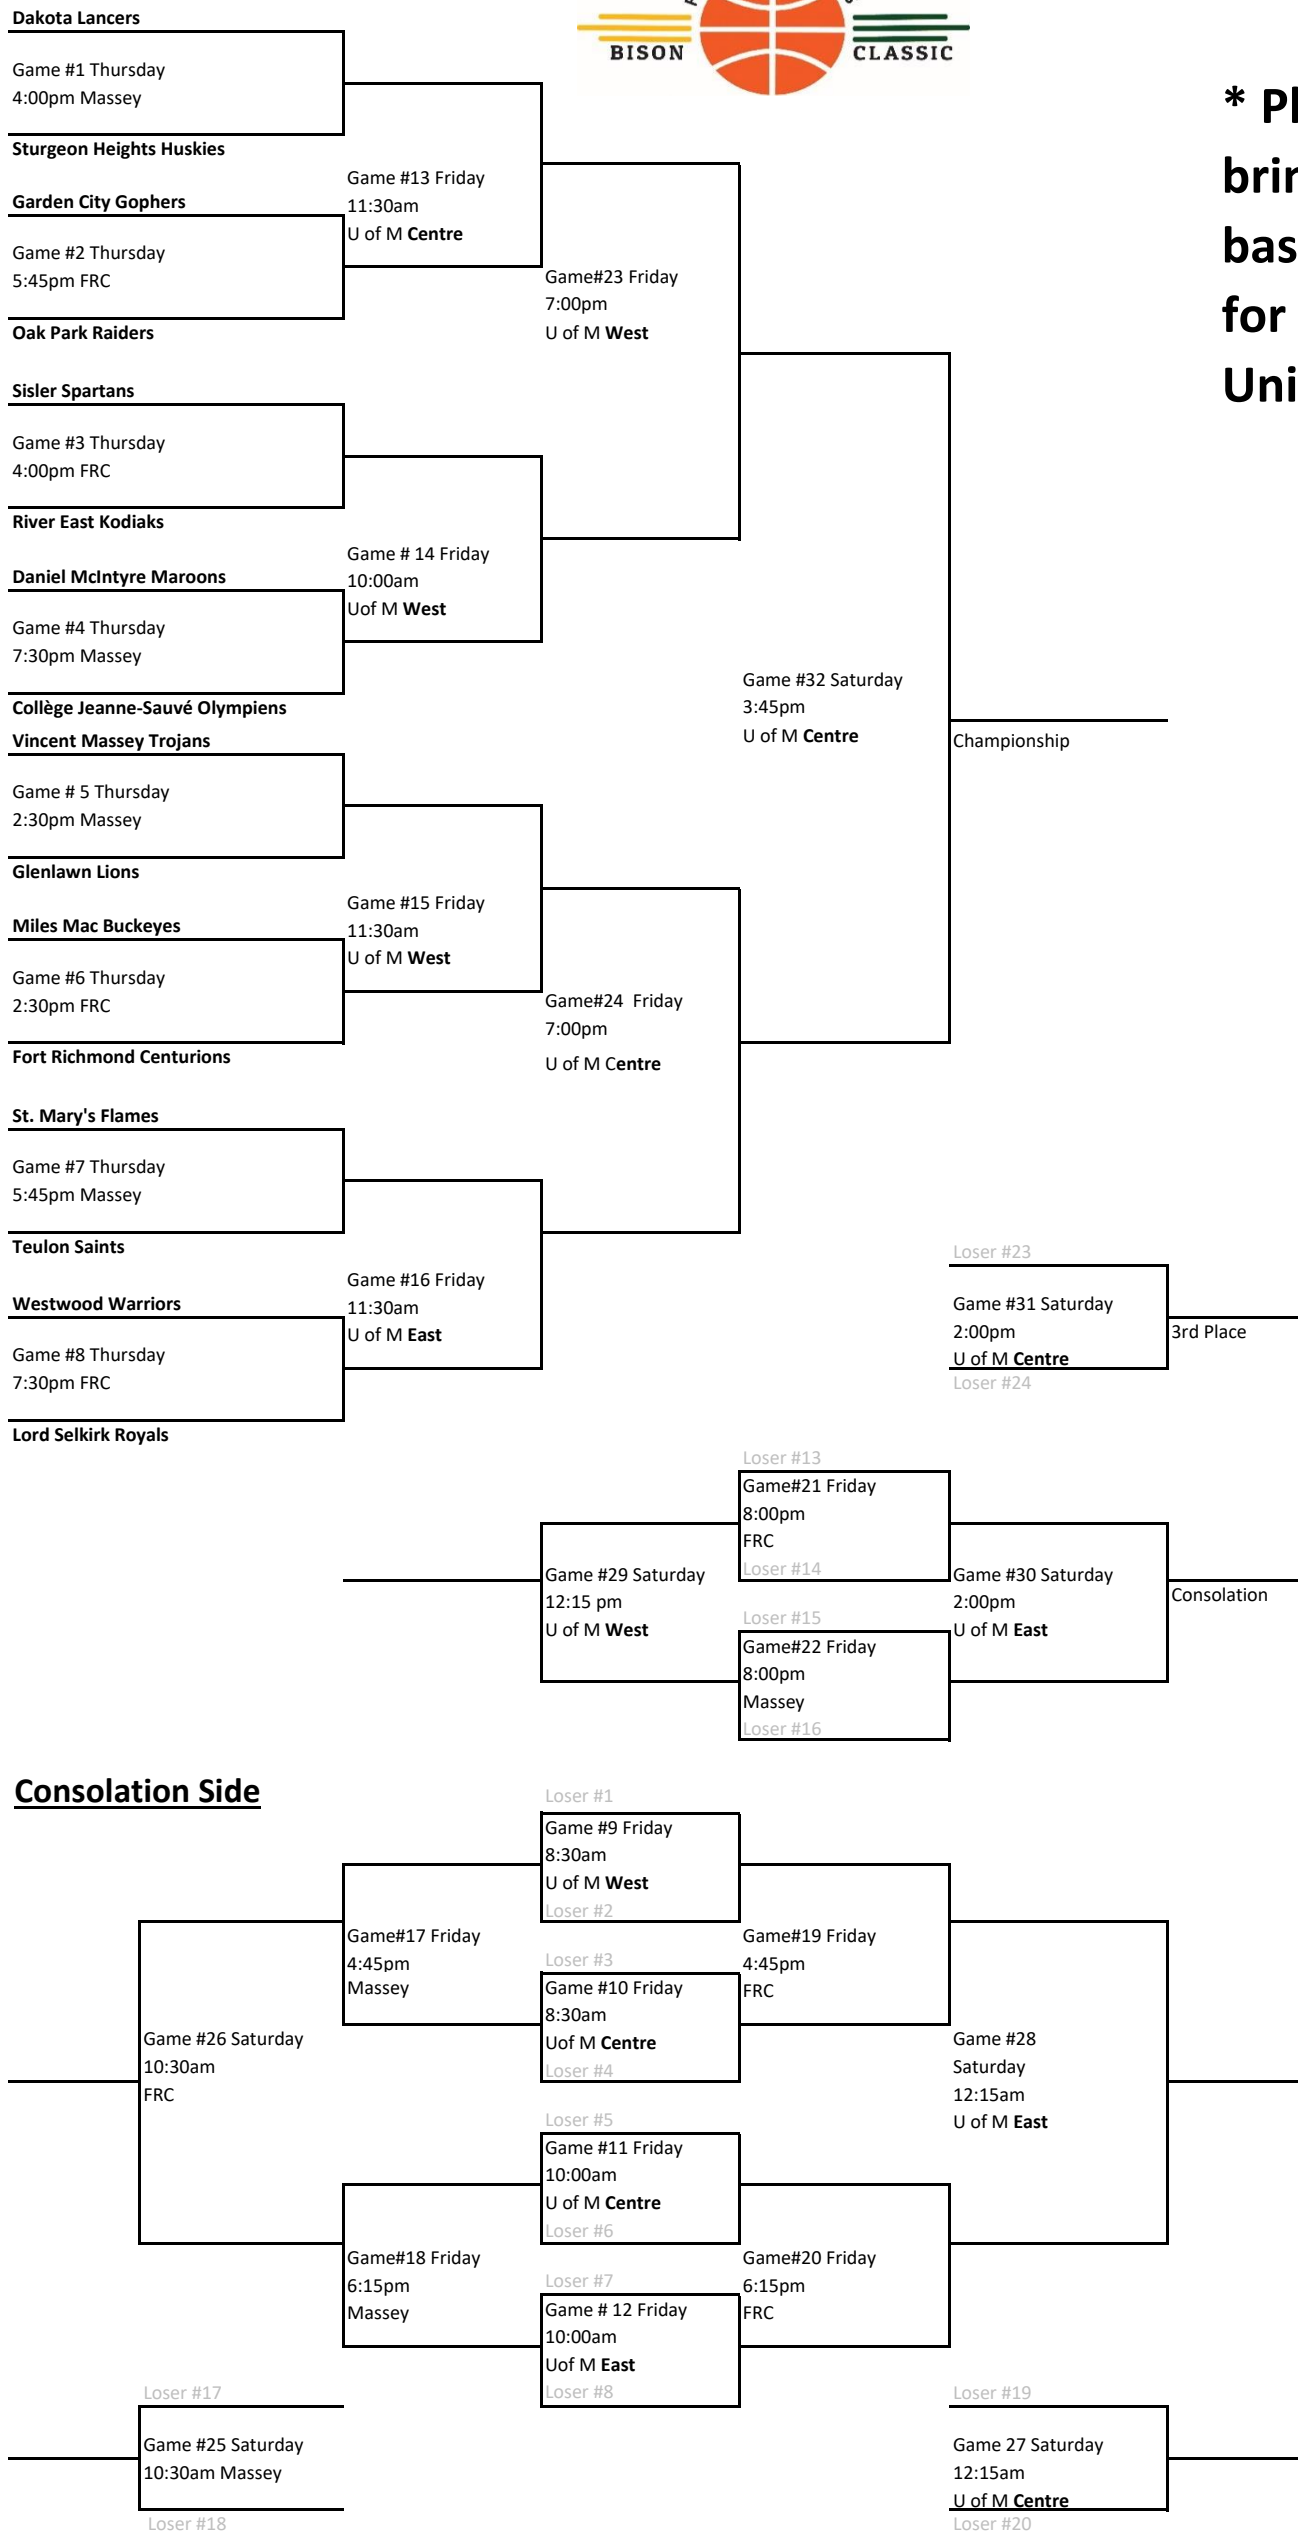 Dakota Lancers
BISON
CLASSIC
Game #1 Thursday
4:00pm Massey
Sturgeon Heights Huskies
Game #13 Friday
11:30am
U of M Centre
Garden City Gophers
Game #2 Thursday
5:45pm FRC
Oak Park Raiders
Game#23 Friday
7:00pm
U of M West
Sisler Spartans
Game #3 Thursday
4:00pm FRC
River East Kodiaks
Game # 14 Friday
10:00am
Uof M West
Daniel McIntyre Maroons
Game #4 Thursday
7:30pm Massey
Collège Jeanne-Sauvé Olympiens
Game #32 Saturday
3:45pm
U of M Centre
Championship
Vincent Massey Trojans
Game # 5 Thursday
2:30pm Massey
Glenlawn Lions
Game #15 Friday
11:30am
U of M West
Miles Mac Buckeyes
Game #6 Thursday
2:30pm FRC
Fort Richmond Centurions
Game#24  Friday
7:00pm
U of M Centre
St. Mary's Flames
Game #7 Thursday
5:45pm Massey
Teulon Saints
Game #16 Friday
11:30am
U of M East
Westwood Warriors
Game #8 Thursday
7:30pm FRC
Lord Selkirk Royals
Loser #23
Game #31 Saturday
2:00pm
U of M Centre
Loser #24
3rd Place
Loser #13
Game#21 Friday
8:00pm
FRC
Loser #14
Game #29 Saturday
12:15 pm
U of M West
Game #30 Saturday
2:00pm
U of M East
Consolation
Loser #15
Game#22 Friday
8:00pm
Massey
Loser #16
Consolation Side
Loser #1
Game #9 Friday
8:30am
U of M West
Loser #2
Game#17 Friday
4:45pm
Massey
Game#19 Friday
4:45pm
FRC
Loser #3
Game #10 Friday
8:30am
Uof M Centre
Loser #4
Game #26 Saturday
10:30am
FRC
Game #28
Saturday
12:15am
U of M East
Loser #5
Game #11 Friday
10:00am
U of M Centre
Loser #6
Game#18 Friday
6:15pm
Massey
Game#20 Friday
6:15pm
FRC
Loser #7
Game # 12 Friday
10:00am
Uof M East
Loser #8
Loser #17
Game #25 Saturday
10:30am Massey
Loser #18
Loser #19
Game 27 Saturday
12:15am
U of M Centre
Loser #20
*
for